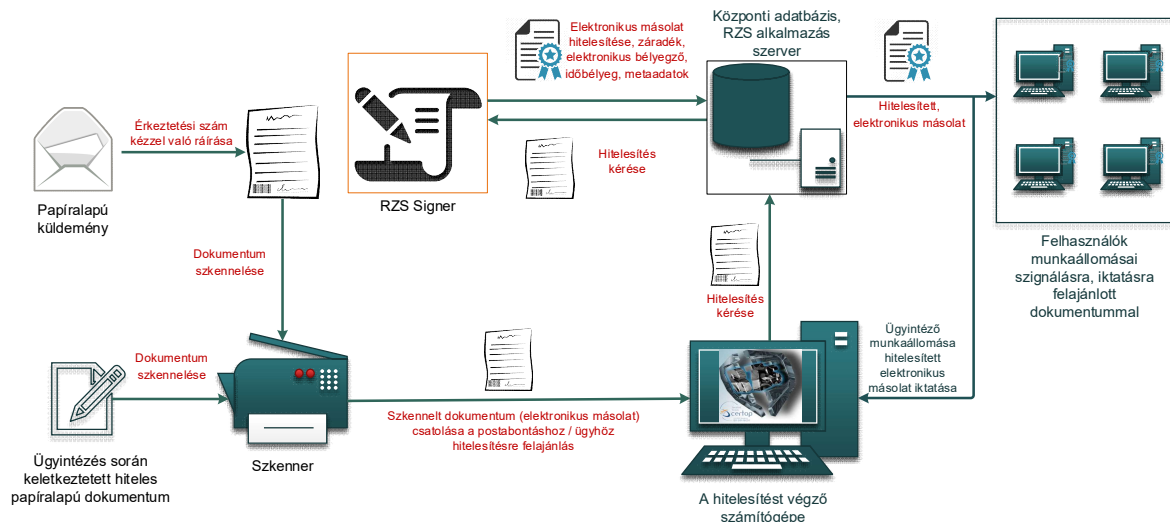 Elektronikus másolat
hitelesítése, záradék,
elektronikus bélyegző,
időbélyeg, metaadatok
Központi adatbázis,
RZS alkalmazás
szerver
Érkeztetési szám
kézzel való ráírása
Hitelesített,
elektronikus másolat
Hitelesítés
kérése
RZS Signer
Papíralapú
küldemény
Dokumentum
szkennelése
Felhasználók
munkaállomásai
szignálásra, iktatásra
felajánlott
dokumentummal
Hitelesítés
kérése
Ügyintéző
munkaállomása
hitelesített
elektronikus
másolat iktatása
Dokumentum
szkennelése
cerfop
Szkennelt dokumentum (elektronikus másolat)
csatolása a postabontáshoz / ügyhöz
hitelesítésre felajánlás
Szkenner
Ügyintézés során
keletkeztetett hiteles
papíralapú dokumentum
A hitelesítést végző
számítógépe